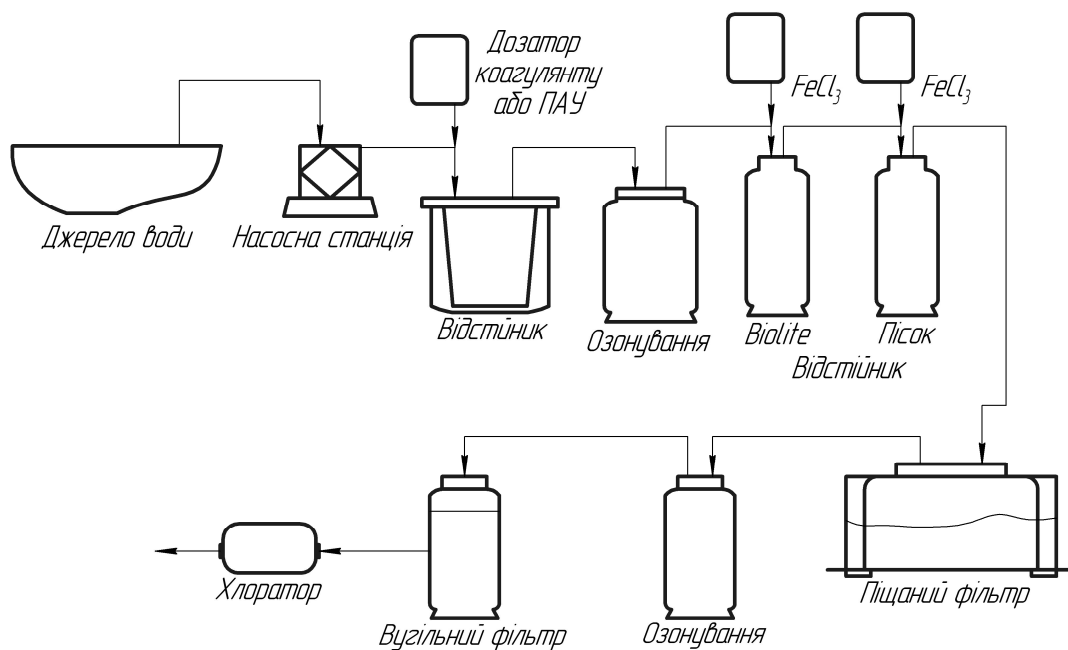 Дозатор
коагулянту
або ПАУ
FeCl₃
FeCl₃
Джерело води
Насосна станція
Відстійник
Озонування
Biolite
Пісок
Відстійник
Хлоратор
Вугільний фільтр
Озонування
Піщаний фільтр